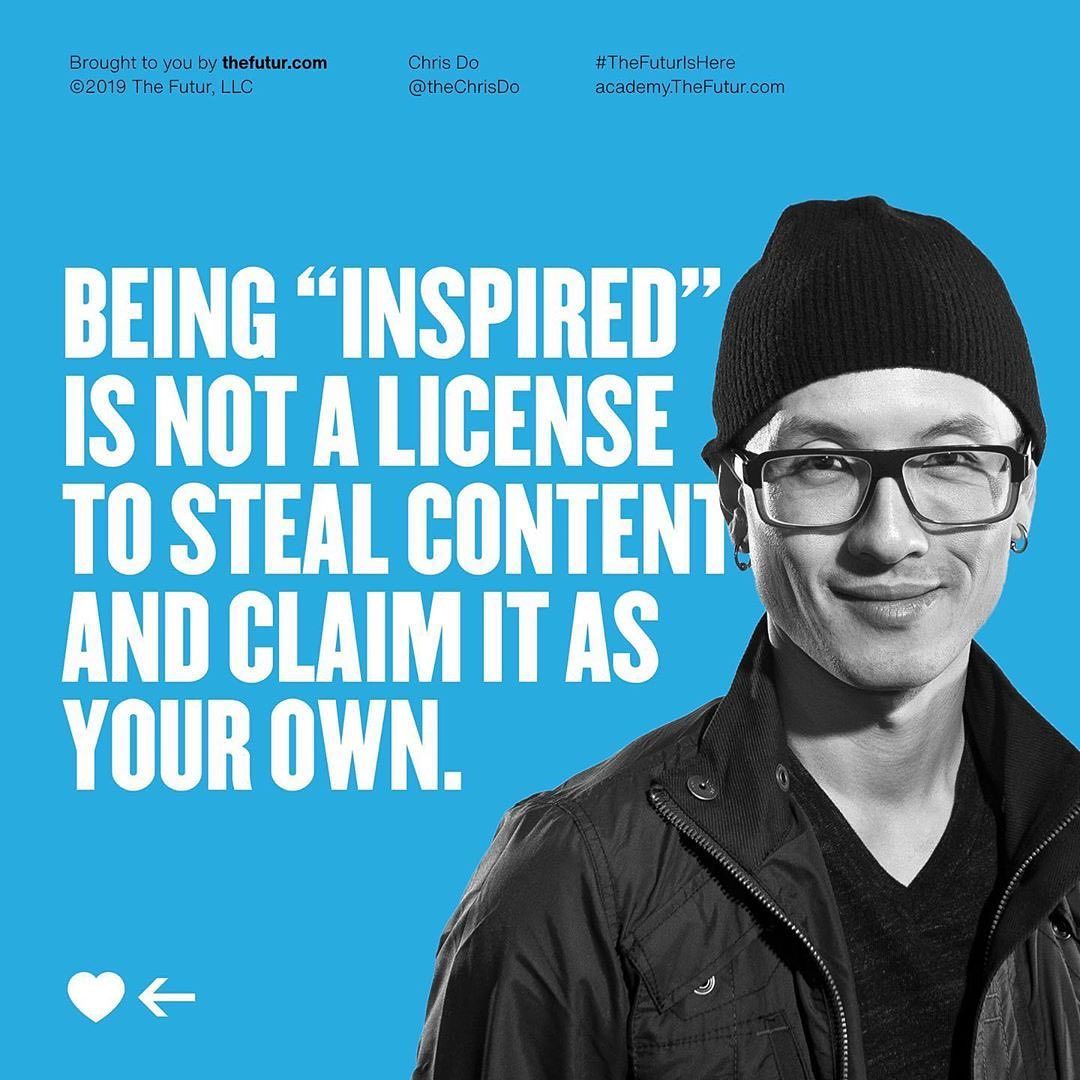 Brought to you by thefutur.com
©2019 The Futur, LLC
Chris Do
@theChrisDo
#TheFuturIsHere
academy.TheFutur.com
BEING “INSPIRED”
IS NOT A LICENSE
TO STEAL CONTENT
AND CLAIM IT AS
YOUR OWN.